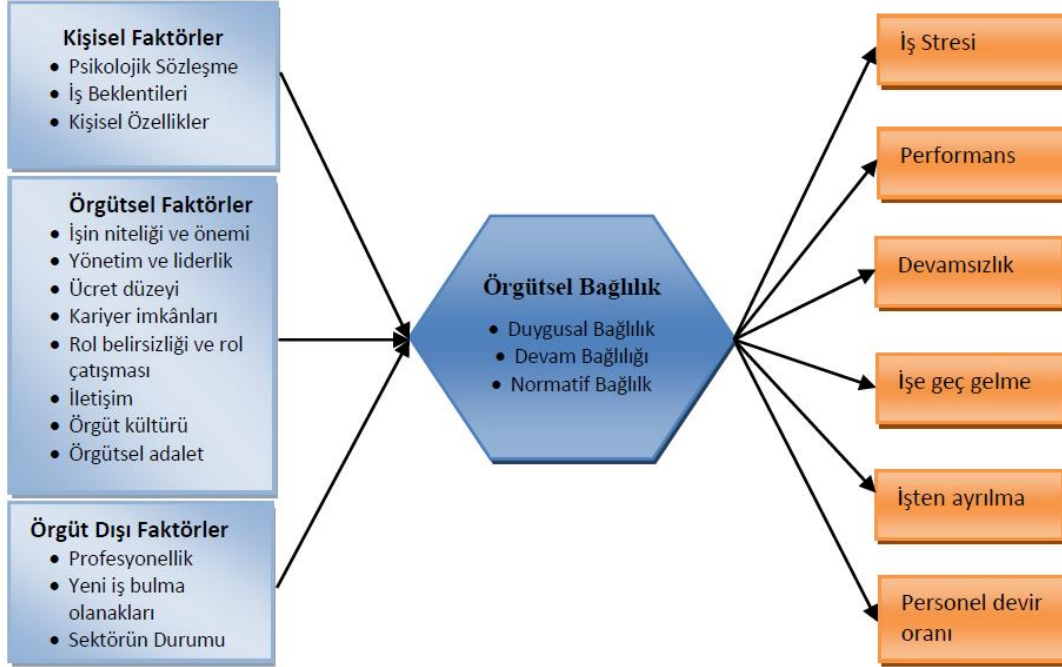 Kişisel Faktörler
• Psikolojik Sözleşme
• İş Beklentileri
• Kişisel Özellikler
Örgütsel Faktörler
• İşin niteliği ve önemi
• Yönetim ve liderlik
• Ücret düzeyi
• Kariyer imkânları
• Rol belirsizliği ve rol
çatışması
• İletişim
• Örgüt kültürü
• Örgütsel adalet
Örgüt Dışı Faktörler
• Profesyonellik
• Yeni iş bulma
olanakları
• Sektörün Durumu
Örgütsel Bağlılık
• Duygusal Bağlılık
• Devam Bağlılığı
• Normatif Bağlılk
İş Stresi
Performans
Devamsızlık
İşe geç gelme
İşten ayrılma
Personel devir
oranı